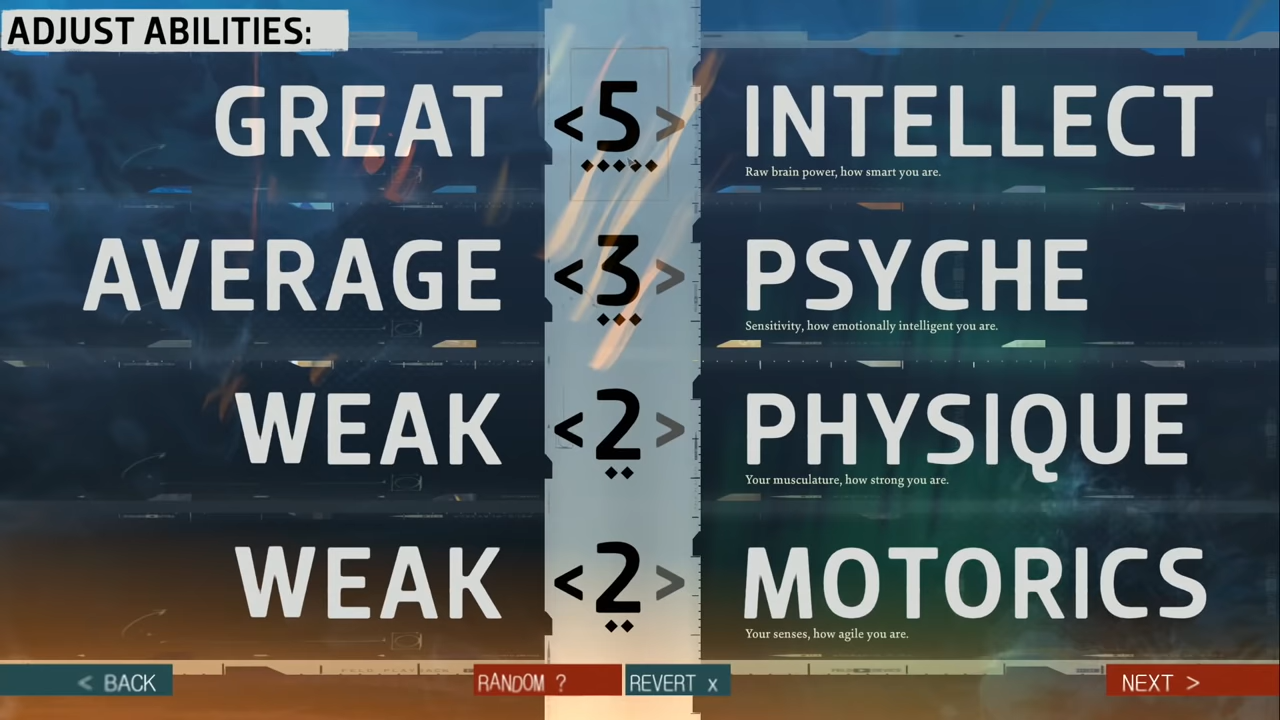 ADJUST ABILITIES:
GREAT <5> INTELLECT
Raw brain power, how smart you are.
AVERAGE <3> PSYCHE
Sensitivity, how emotionally intelligent you are.
WEAK <2> PHYSIQUE
Your musculature, how strong you are.
WEAK <2> MOTORICS
Your senses, how agile you are.
< BACK RANDOM ? REVERT x NEXT >